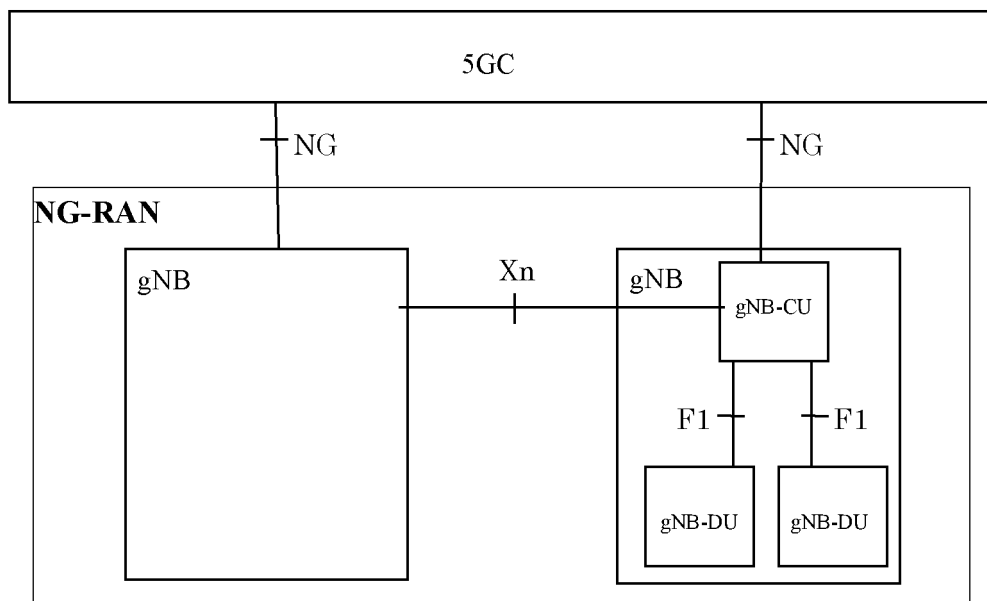 5GC
NG NG
NG-RAN
gNB
Xn
gNB
gNB-CU
F1 F1
gNB-DU gNB-DU